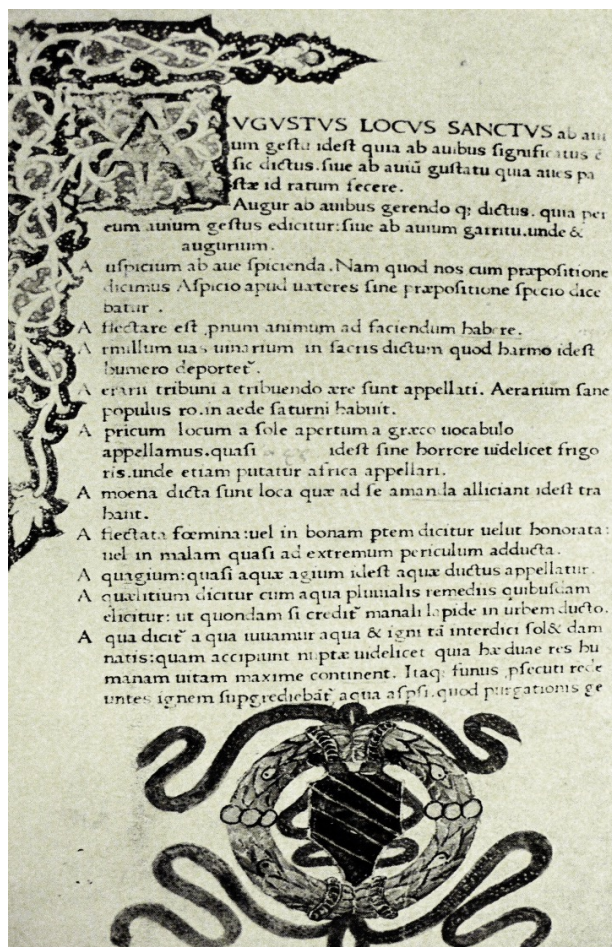 AVGVSTVS LOCVS SANCTVS ab aui
um gestu idest quia ab auibus significatus ē
sic dictus. siue ab auiū gustatu quia aues pa
stæ id ratum fecere.
Augur ab auibus gerendo q; dictus. quia per
eum auium gestus edicitur: siue ab auium garritu. unde &
augurium.
A uspicium ab aue spicienda. Nam quod nos cum præpositione
dicimus Aspicio apud ueteres sine præpositione spicio dice
batur.
A ffectare est pnum animum ad faciendum habere.
A rmillum uas uinarium in sacris dictum quod harmo idest
humero deportet̃.
A erarii tribuni a tribuendo ære sunt appellati. Aerarium sane
populus ro. in aede saturni habuit.
A pricum locum a sole apertum a græco uocabulo
appellamus. quasi idest sine horrore uidelicet frigo
ris. unde etiam putatur africa appellari.
A moena dicta sunt loca quæ ad se amanda alliciant idest tra
hant.
A ffectata fœmina: uel in bonam ptem dicitur uelut honorata:
uel in malam quasi ad extremum periculum adducta.
A quagium: quasi aquæ agium idest aquæ ductus appellatur.
A quælitium dicitur cum aqua pluuialis remediis quibusdam
elicitur: ut quondam si credit̃ manali lapide in urbem ducto.
A qua dicit̃ a qua iuuamur aqua & igni tā interdici sol& dam
natis: quam accipiunt nuptæ uidelicet quia hæ duae res hu
manam uitam maxime continent. Itaq; funus psecuti rede
untes ignem supgrediebāt̃ aqua aspsi. quod purgationis ge